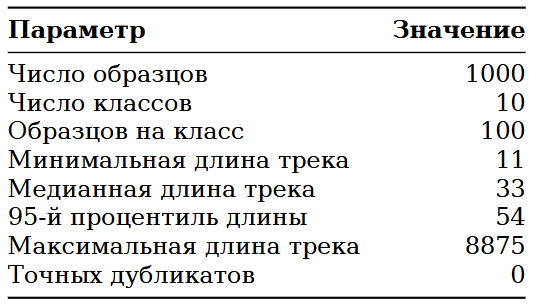 Параметр Значение
Число образцов 1000
Число классов 10
Образцов на класс 100
Минимальная длина трека 11
Медианная длина трека 33
95-й процентиль длины 54
Максимальная длина трека 8875
Точных дубликатов 0